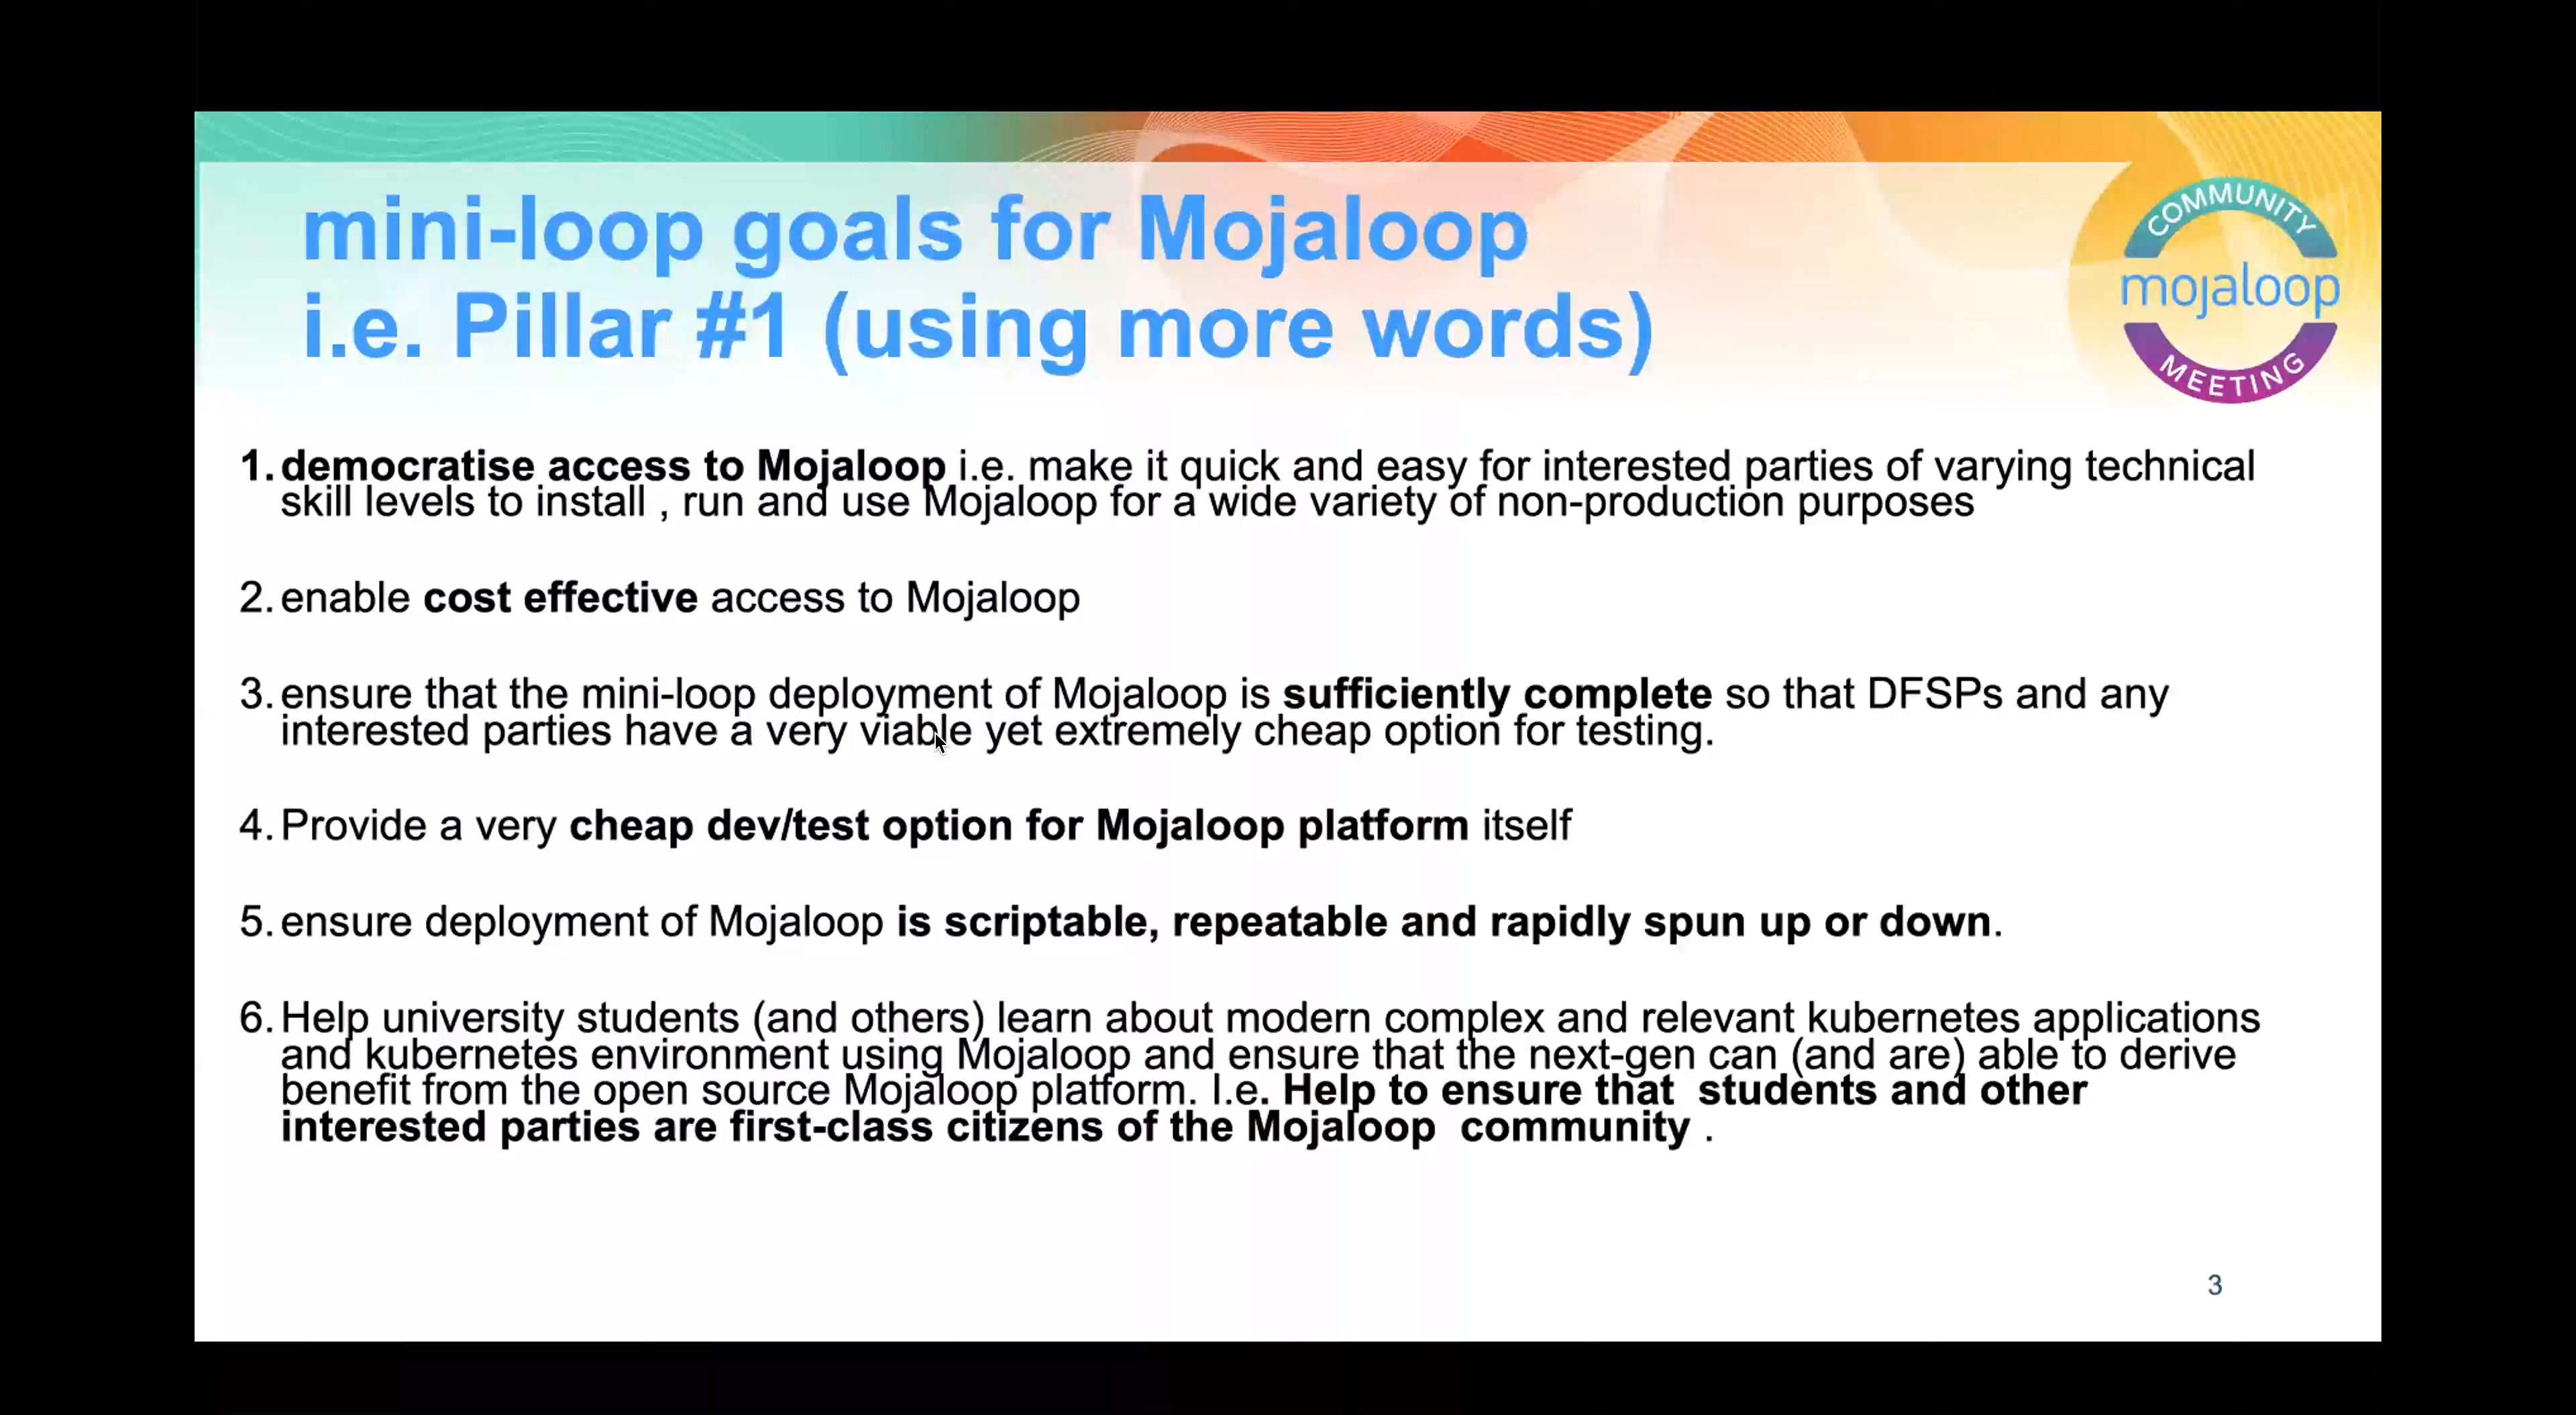 mini-loop goals for Mojaloop
i.e. Pillar #1 (using more words)
COMMUNITY
mojaloop
MEETING
1. democratise access to Mojaloop i.e. make it quick and easy for interested parties of varying technical
skill levels to install , run and use Mojaloop for a wide variety of non-production purposes
2. enable cost effective access to Mojaloop
3. ensure that the mini-loop deployment of Mojaloop is sufficiently complete so that DFSPs and any
interested parties have a very viable yet extremely cheap option for testing.
4. Provide a very cheap dev/test option for Mojaloop platform itself
5. ensure deployment of Mojaloop is scriptable, repeatable and rapidly spun up or down.
6. Help university students (and others) learn about modern complex and relevant kubernetes applications
and kubernetes environment using Mojaloop and ensure that the next-gen can (and are) able to derive
benefit from the open source Mojaloop platform. I.e. Help to ensure that  students and other
interested parties are first-class citizens of the Mojaloop  community .
3